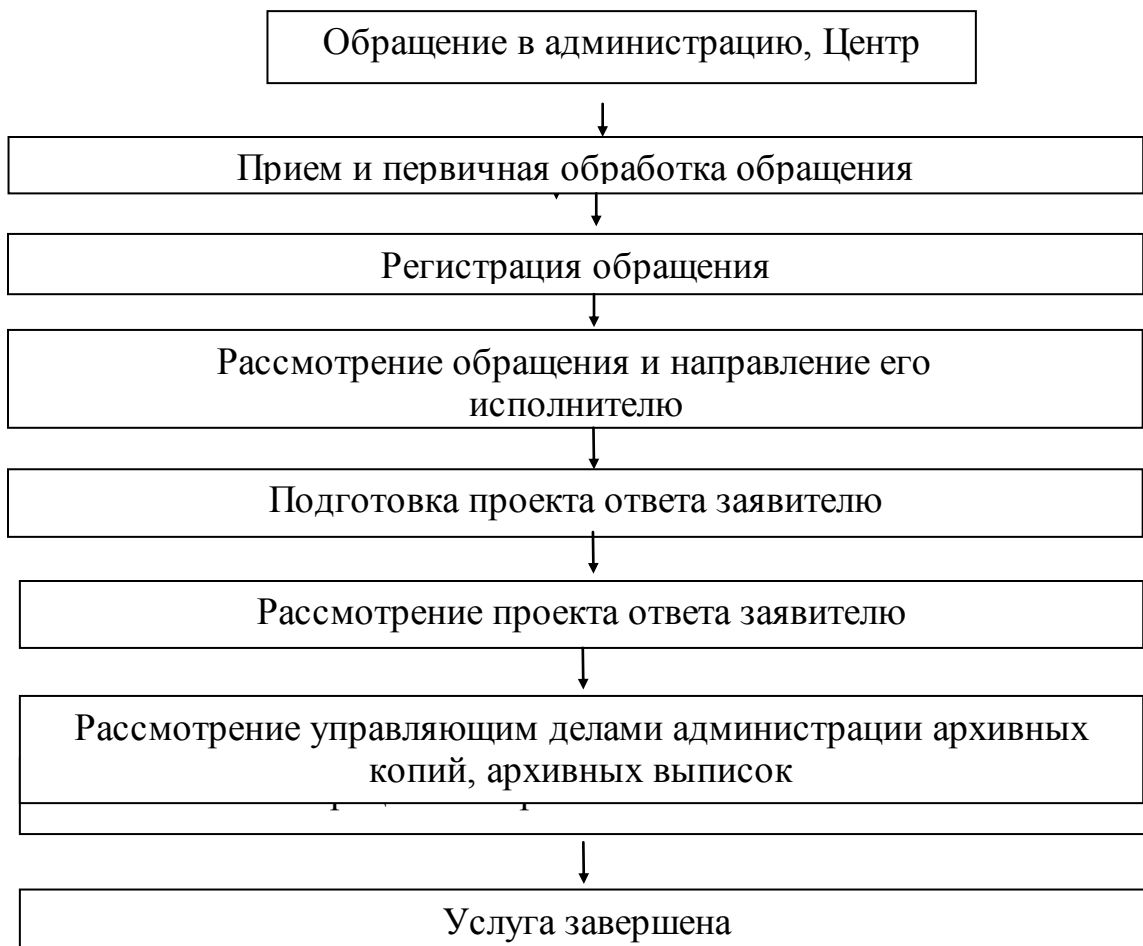 Обращение в администрацию, Центр
Прием и первичная обработка обращения
Регистрация обращения
Рассмотрение обращения и направление его
исполнителю
Подготовка проекта ответа заявителю
Рассмотрение проекта ответа заявителю
Рассмотрение управляющим делами администрации архивных
копий, архивных выписок
Услуга завершена